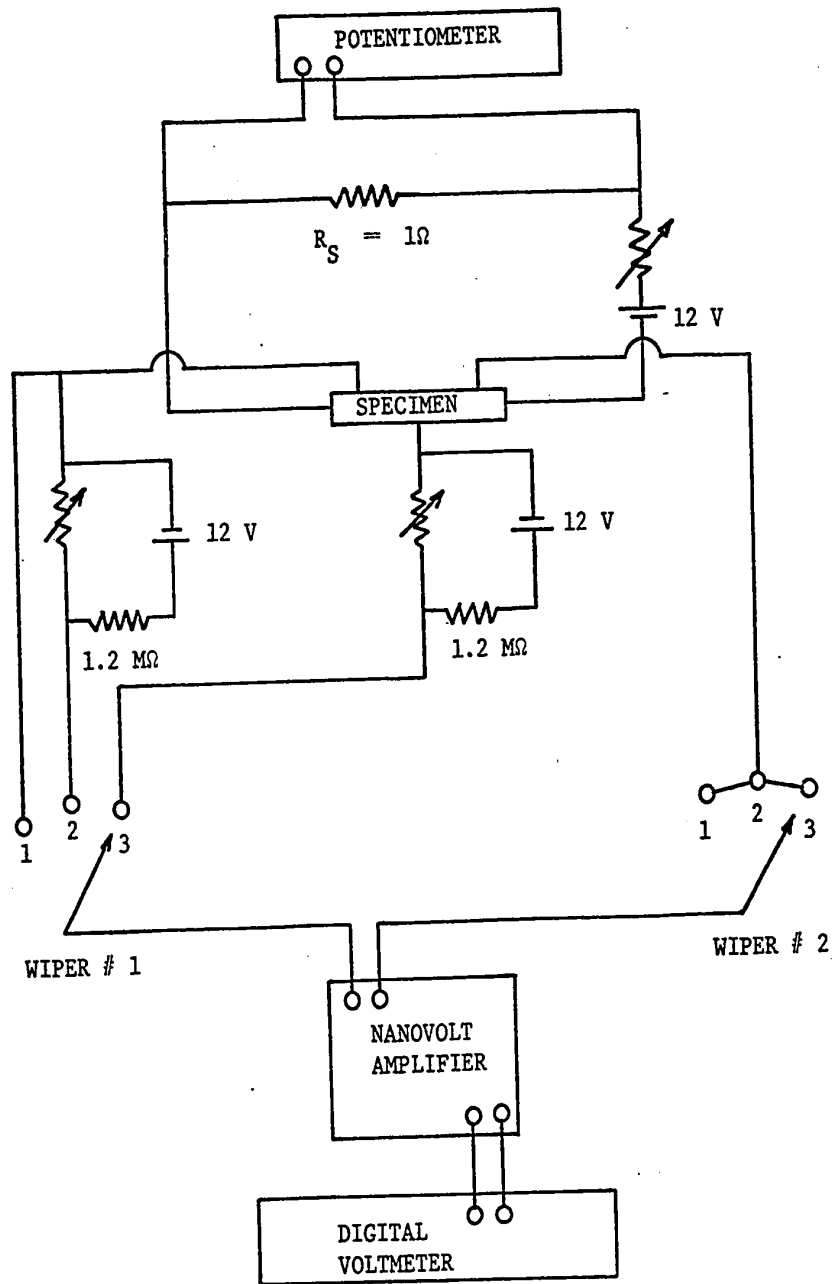 POTENTIOMETER
R_S = 1Ω
12 V
SPECIMEN
12 V
12 V
1.2 MΩ
1.2 MΩ
1
2
3
1
2
3
WIPER # 1
WIPER # 2
NANOVOLT
AMPLIFIER
DIGITAL
VOLTMETER